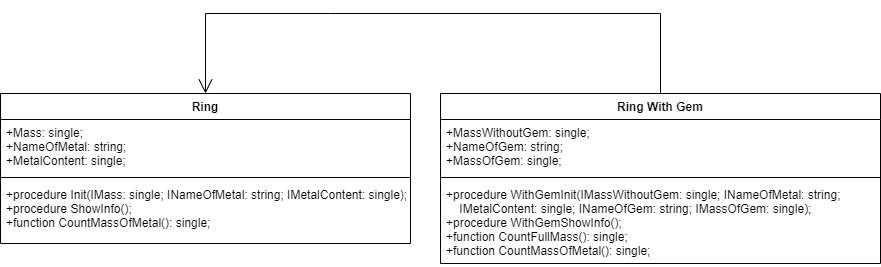 Ring
+Mass: single;
+NameOfMetal: string;
+MetalContent: single;
+procedure Init(IMass: single; INameOfMetal: string; IMetalContent: single);
+procedure ShowInfo();
+function CountMassOfMetal(): single;
Ring With Gem
+MassWithoutGem: single;
+NameOfGem: string;
+MassOfGem: single;
+procedure WithGemInit(IMassWithoutGem: single; INameOfMetal: string;
IMetalContent: single; INameOfGem: string; IMassOfGem: single);
+procedure WithGemShowInfo();
+function CountFullMass(): single;
+function CountMassOfMetal(): single;